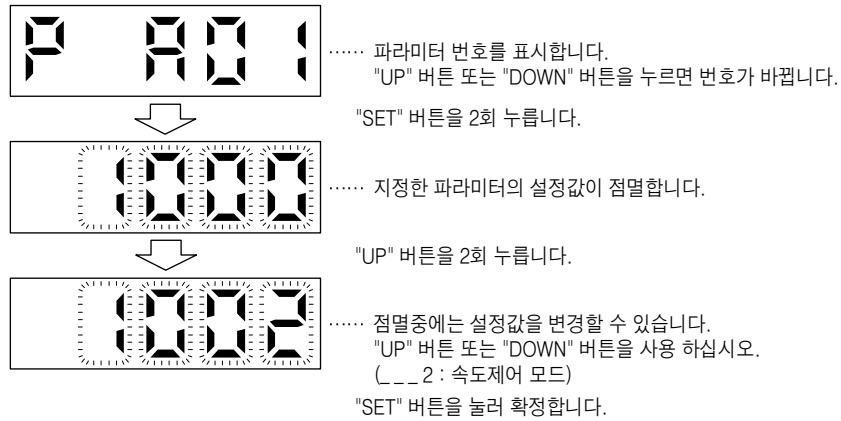 P A01
…… 파라미터 번호를 표시합니다.
"UP" 버튼 또는 "DOWN" 버튼을 누르면 번호가 바뀝니다.
"SET" 버튼을 2회 누릅니다.
1000
…… 지정한 파라미터의 설정값이 점멸합니다.
"UP" 버튼을 2회 누릅니다.
1002
…… 점멸중에는 설정값을 변경할 수 있습니다.
"UP" 버튼 또는 "DOWN" 버튼을 사용 하십시오.
(_ _ _ 2 : 속도제어 모드)
"SET" 버튼을 눌러 확정합니다.